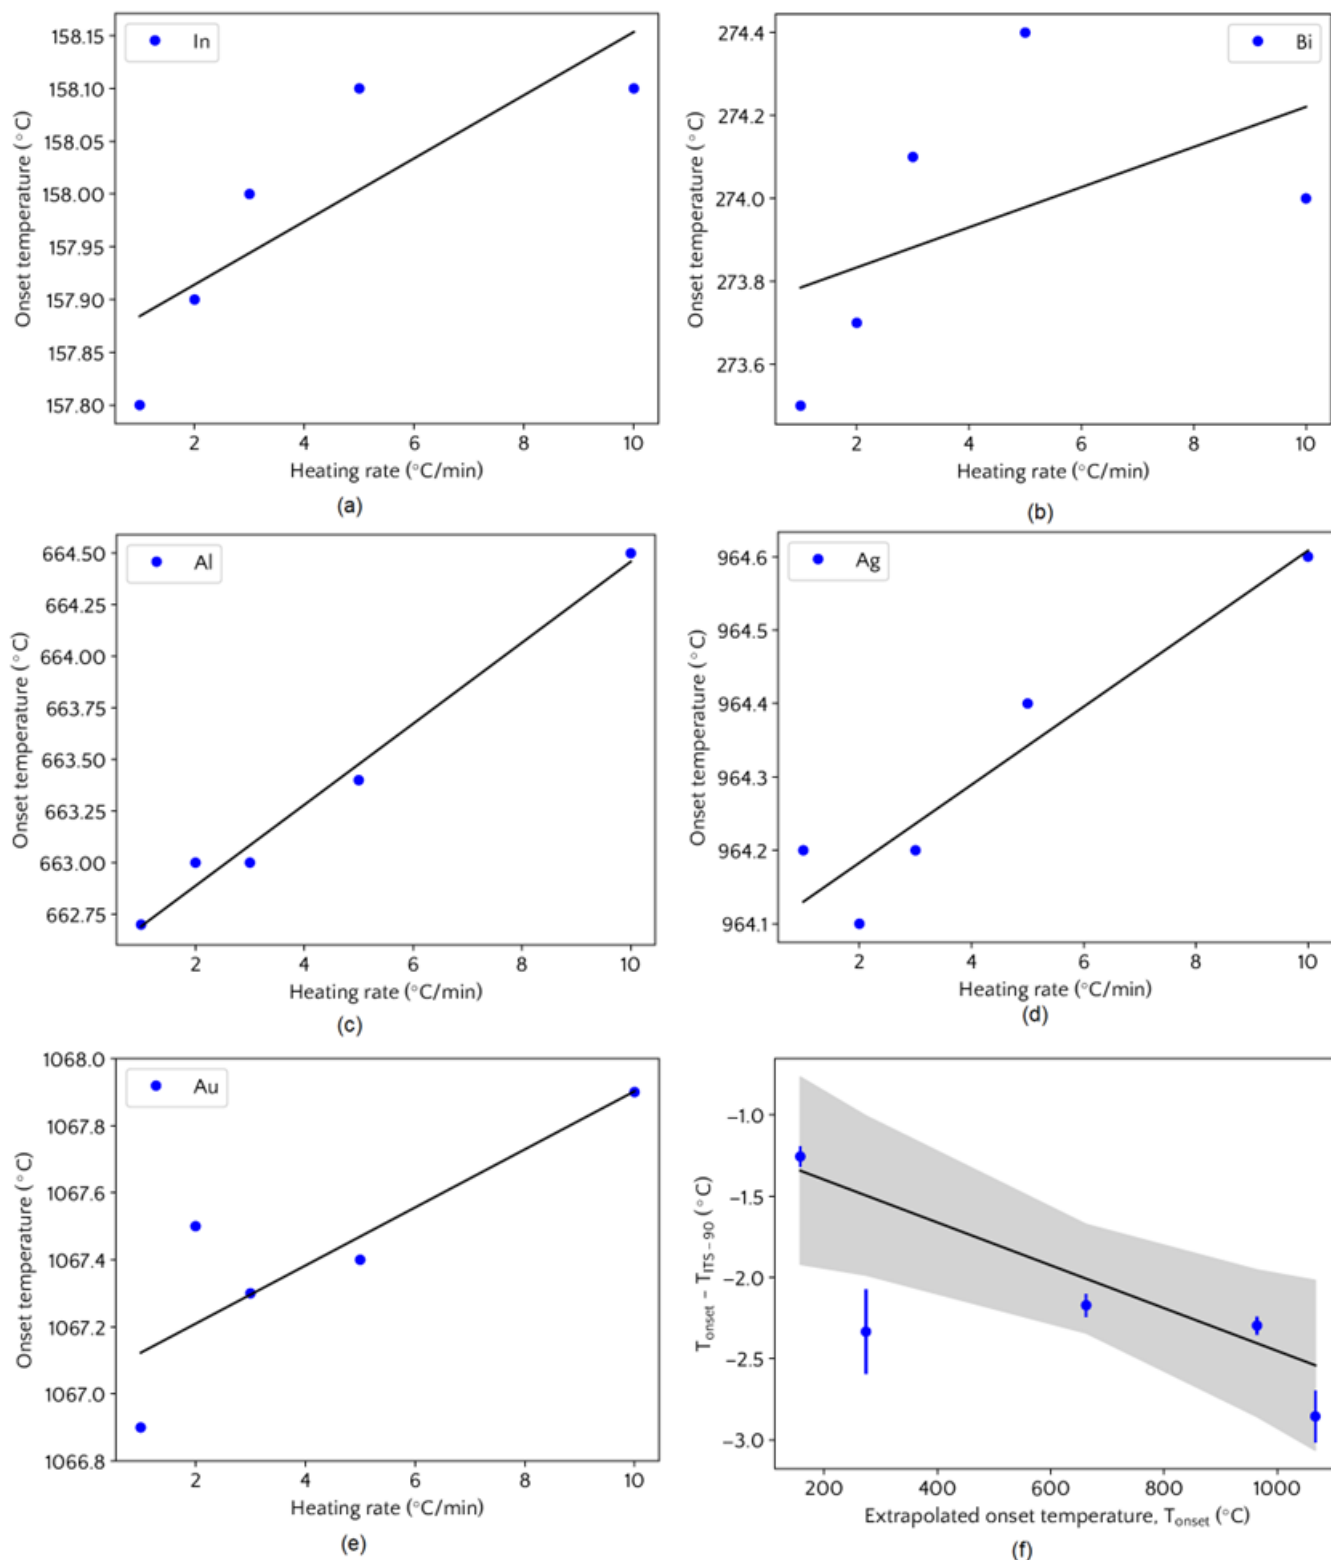 In
158.15
158.10
158.05
158.00
157.95
157.90
157.85
157.80
Onset temperature (°C)
2 4 6 8 10
Heating rate (°C/min)
(a)
Bi
274.4
274.2
274.0
273.8
273.6
Onset temperature (°C)
2 4 6 8 10
Heating rate (°C/min)
(b)
Al
664.50
664.25
664.00
663.75
663.50
663.25
663.00
662.75
Onset temperature (°C)
2 4 6 8 10
Heating rate (°C/min)
(c)
Ag
964.6
964.5
964.4
964.3
964.2
964.1
Onset temperature (°C)
2 4 6 8 10
Heating rate (°C/min)
(d)
Au
1068.0
1067.8
1067.6
1067.4
1067.2
1067.0
1066.8
Onset temperature (°C)
2 4 6 8 10
Heating rate (°C/min)
(e)
−1.0
−1.5
−2.0
−2.5
−3.0
T_onset − T_ITS−90 (°C)
200 400 600 800 1000
Extrapolated onset temperature, T_onset (°C)
(f)